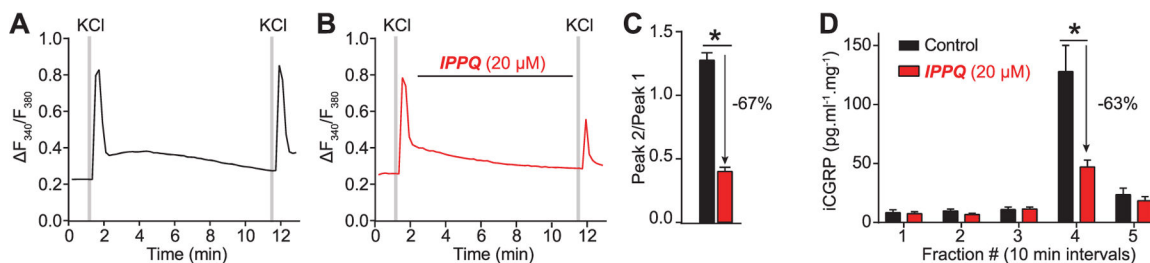 A
KCl
KCl
ΔF340/F380
1.0
0.8
0.6
0.4
0.2
0.0
0 2 4 6 8 10 12
Time (min)
B
KCl
KCl
IPPQ (20 µM)
ΔF340/F380
1.0
0.8
0.6
0.4
0.2
0.0
0 2 4 6 8 10 12
Time (min)
C
*
-67%
Peak 2/Peak 1
1.5
1.0
0.5
0.0
D
Control
IPPQ (20 µM)
*
-63%
iCGRP (pg.ml⁻¹.mg⁻¹)
150
100
50
0
1 2 3 4 5
Fraction # (10 min intervals)